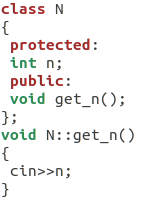 class N
{
 protected:
 int n;
 public:
 void get_n();
};
void N::get_n()
{
 cin>>n;
}